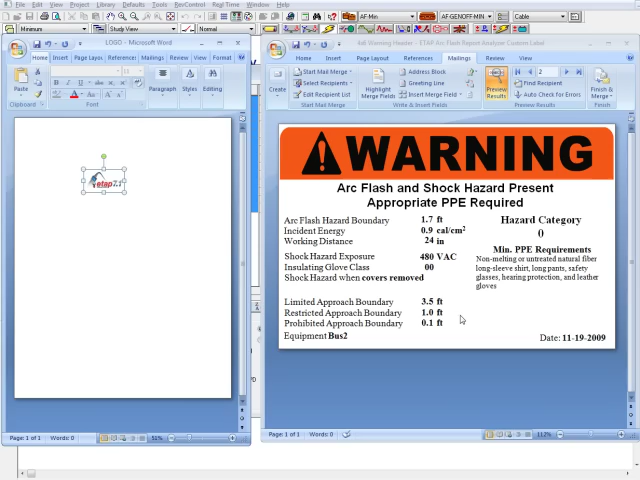 File Edit View Project Library Defaults Tools RevControl Real Time Window Help
Minimum Study View Normal AF-Min AF-GENOFF-MIN Cable
LOGO - Microsoft Word
Home Insert Page Layout References Mailings Review View Format
Paste Paragraph Styles Editing
Clipboard Font
etap7.1
Page: 1 of 1 Words: 0 51%
Warning Header - ETAP Arc Flash Report Analyzer Custom Label
Home Insert Page Layout References Mailings Review View
Create Start Mail Merge Select Recipients Edit Recipient List
Start Mail Merge
Highlight Merge Fields Address Block Greeting Line Insert Merge Field
Write & Insert Fields
Preview Results 2 Find Recipient Auto Check for Errors
Preview Results
Finish & Merge
Finish
WARNING
Arc Flash and Shock Hazard Present
Appropriate PPE Required
Arc Flash Hazard Boundary 1.7 ft
Incident Energy 0.9 cal/cm2
Working Distance 24 in
Shock Hazard Exposure 480 VAC
Insulating Glove Class 00
Shock Hazard when covers removed
Limited Approach Boundary 3.5 ft
Restricted Approach Boundary 1.0 ft
Prohibited Approach Boundary 0.1 ft
Equipment Bus2
Hazard Category
0
Min. PPE Requirements
Non-melting or untreated natural fiber
long-sleeve shirt, long pants, safety
glasses, hearing protection, and leather
gloves
Date: 11-19-2009
Page: 1 of 1 Words: 0 112%